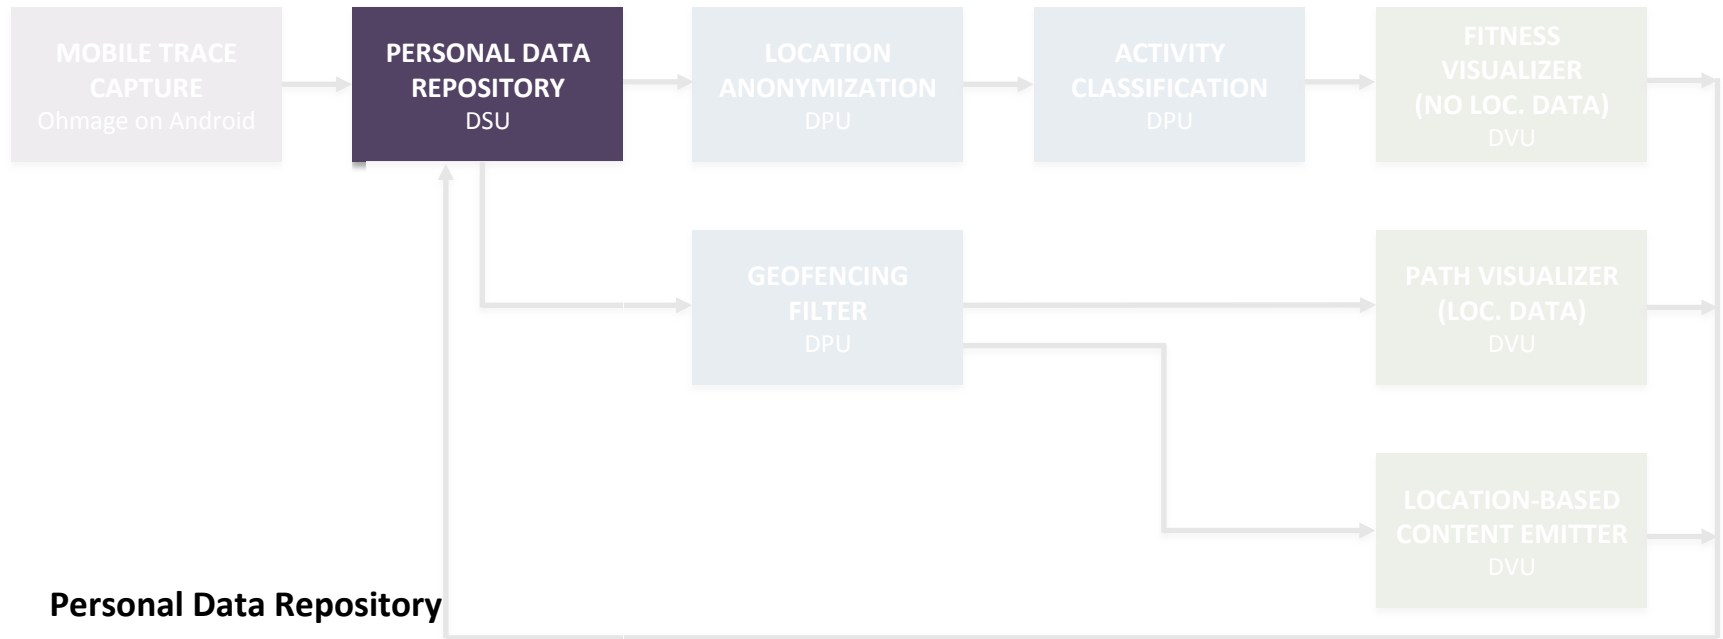 MOBILE TRACE
CAPTURE
Ohmage on Android
PERSONAL DATA
REPOSITORY
DSU
LOCATION
ANONYMIZATION
DPU
ACTIVITY
CLASSIFICATION
DPU
FITNESS
VISUALIZER
(NO LOC. DATA)
DVU
GEOFENCING
FILTER
DPU
PATH VISUALIZER
(LOC. DATA)
DVU
LOCATION-BASED
CONTENT EMITTER
DVU
Personal Data Repository